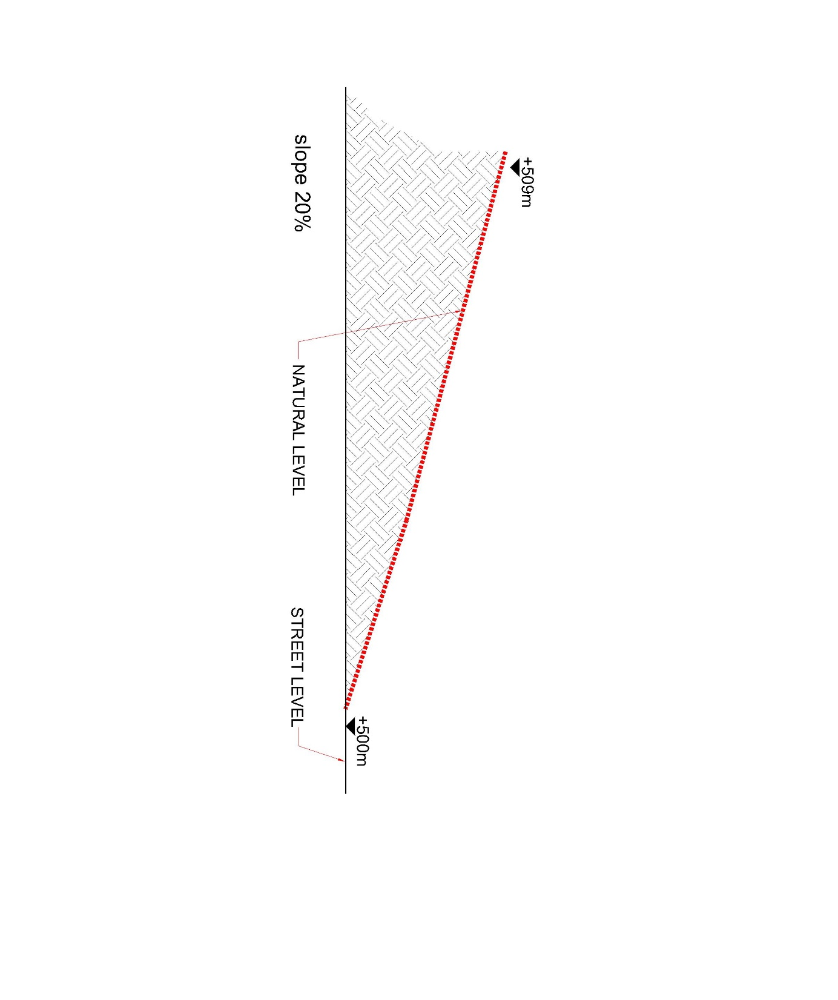 +509m
+500m
slope 20%
NATURAL LEVEL
STREET LEVEL